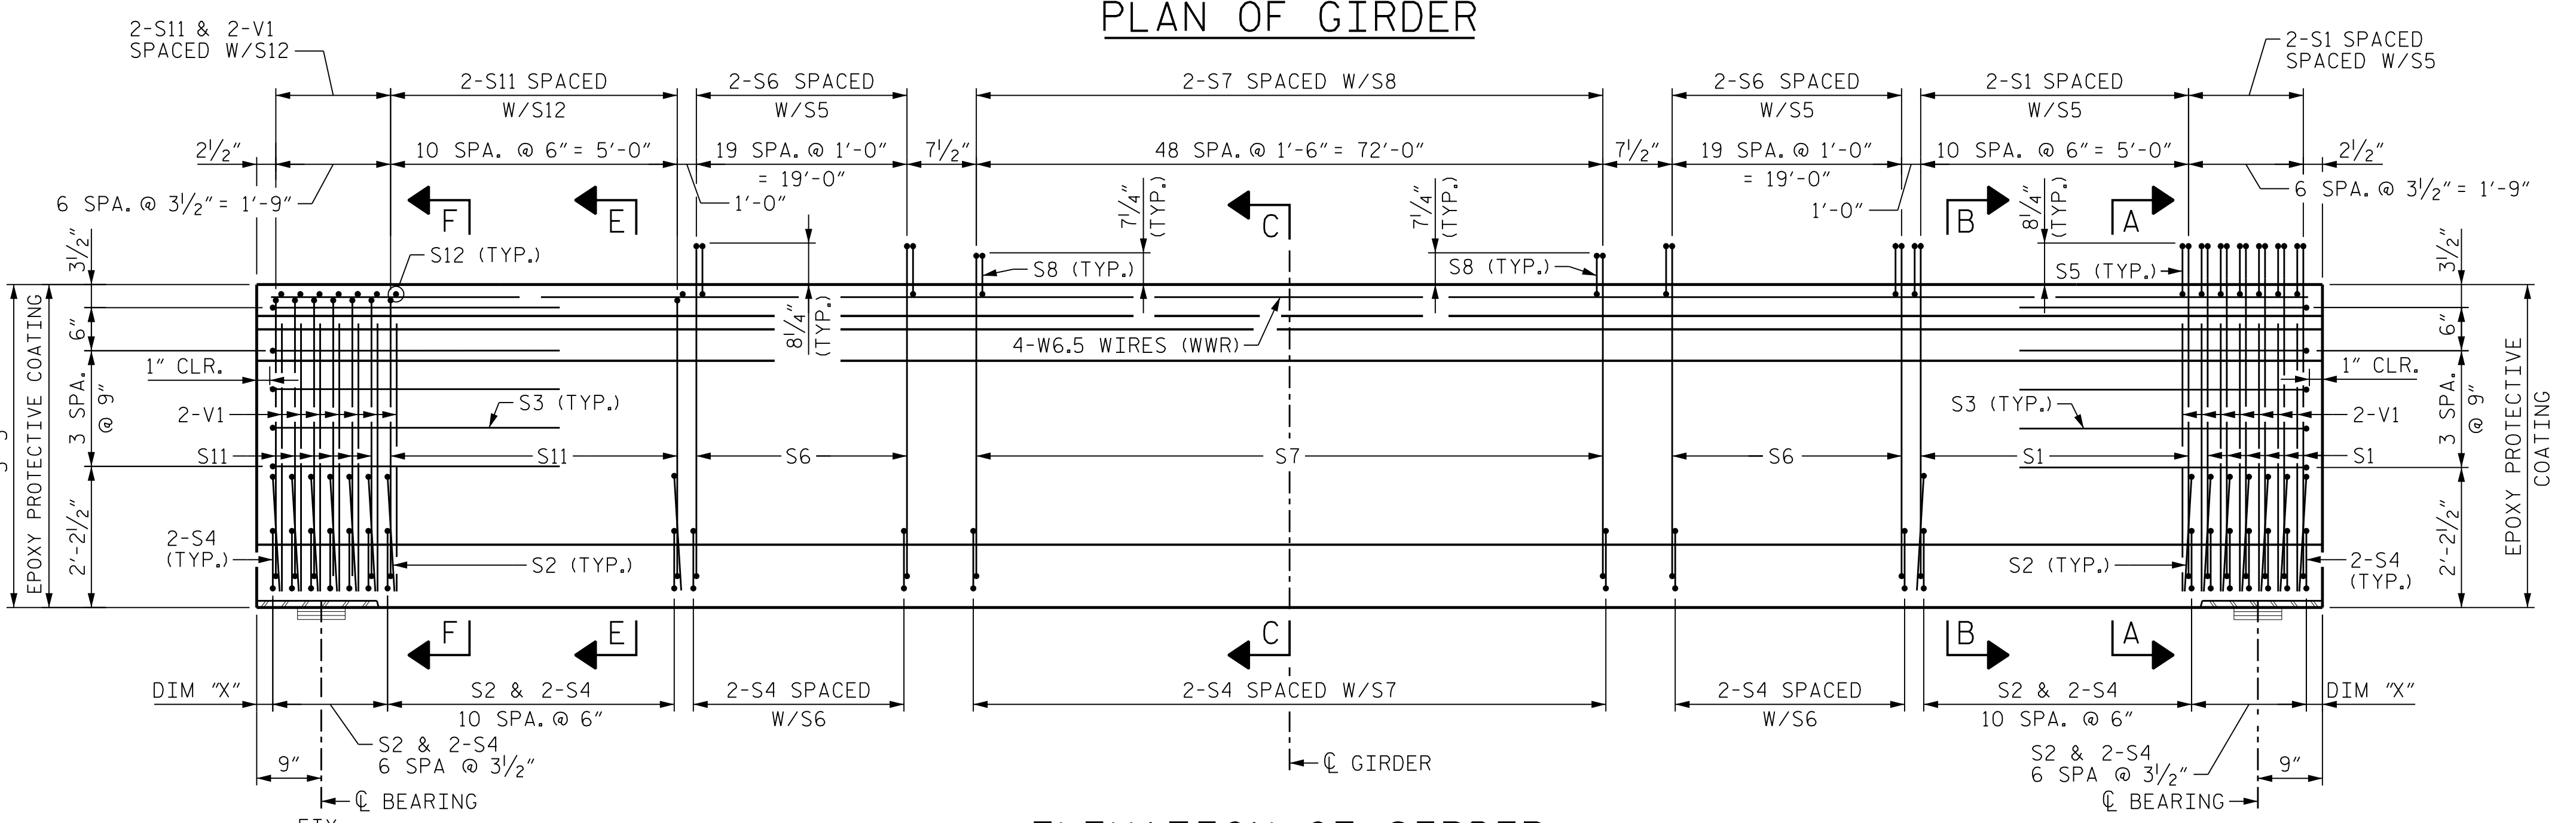 PLAN OF GIRDER
2-S11 & 2-V1
SPACED W/S12
2-S11 SPACED
W/S12
2-S6 SPACED
W/S5
2-S7 SPACED W/S8
2-S6 SPACED
W/S5
2-S1 SPACED
W/S5
2-S1 SPACED
SPACED W/S5
2½"
6 SPA. @ 3½" = 1'-9"
10 SPA. @ 6" = 5'-0"
1'-0"
19 SPA. @ 1'-0"
= 19'-0"
7½"
48 SPA. @ 1'-6" = 72'-0"
7½"
19 SPA. @ 1'-0"
= 19'-0"
1'-0"
10 SPA. @ 6" = 5'-0"
6 SPA. @ 3½" = 1'-9"
2½"
F
E
C
B
A
7¼"
(TYP.)
7¼"
(TYP.)
8¼"
(TYP.)
8¼"
(TYP.)
S12 (TYP.)
S8 (TYP.)
S8 (TYP.)
S5 (TYP.)
4-W6.5 WIRES (WWR)
EPOXY PROTECTIVE COATING
3½"
6"
3 SPA.
@ 9"
2'-2½"
1" CLR.
2-V1
S11
2-S4
(TYP.)
S3 (TYP.)
S11
S6
S7
S6
S1
S2 (TYP.)
S3 (TYP.)
S2 (TYP.)
1" CLR.
2-V1
S1
2-S4
(TYP.)
3½"
6"
3 SPA.
@ 9"
2'-2½"
EPOXY PROTECTIVE
COATING
F
E
C
B
A
DIM "X"
S2 & 2-S4
10 SPA. @ 6"
2-S4 SPACED
W/S6
2-S4 SPACED W/S7
2-S4 SPACED
W/S6
S2 & 2-S4
10 SPA. @ 6"
DIM "X"
S2 & 2-S4
6 SPA @ 3½"
9"
℄ BEARING
℄ GIRDER
S2 & 2-S4
6 SPA @ 3½"
9"
℄ BEARING